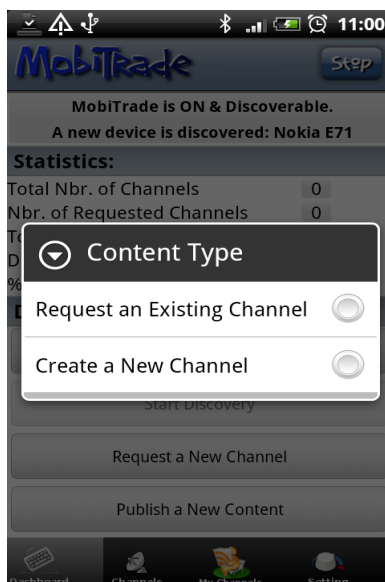 11:00
MobiTrade
Stop
MobiTrade is ON & Discoverable.
A new device is discovered: Nokia E71
Statistics:
Total Nbr. of Channels 0
Nbr. of Requested Channels 0
Content Type
Request an Existing Channel
Create a New Channel
Start Discovery
Request a New Channel
Publish a New Content
Dashboard Channels My Channels Setting